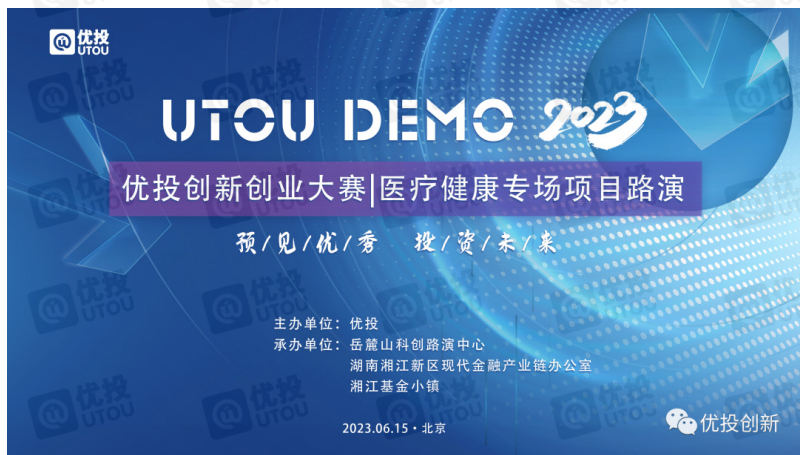 优投
UTOU
UTOU DEMO 2023
优投创新创业大赛|医疗健康专场项目路演
预/见/优/秀 投/资/未/来
主办单位：优投
承办单位：岳麓山科创路演中心
湖南湘江新区现代金融产业链办公室
湘江基金小镇
2023.06.15·北京
优投创新